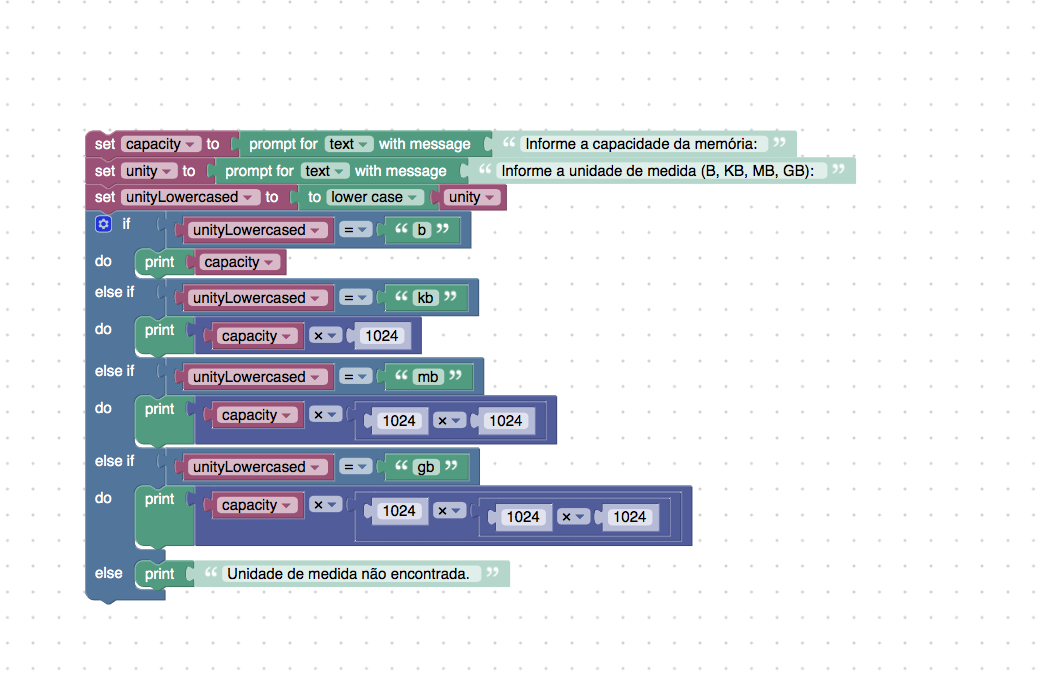 set capacity to prompt for text with message “ Informe a capacidade da memória: ”
set unity to prompt for text with message “ Informe a unidade de medida (B, KB, MB, GB): ”
set unityLowercased to to lower case unity
if unityLowercased = “ b ”
do print capacity
else if unityLowercased = “ kb ”
do print capacity × 1024
else if unityLowercased = “ mb ”
do print capacity × 1024 × 1024
else if unityLowercased = “ gb ”
do print capacity × 1024 × 1024 × 1024
else print “ Unidade de medida não encontrada. ”